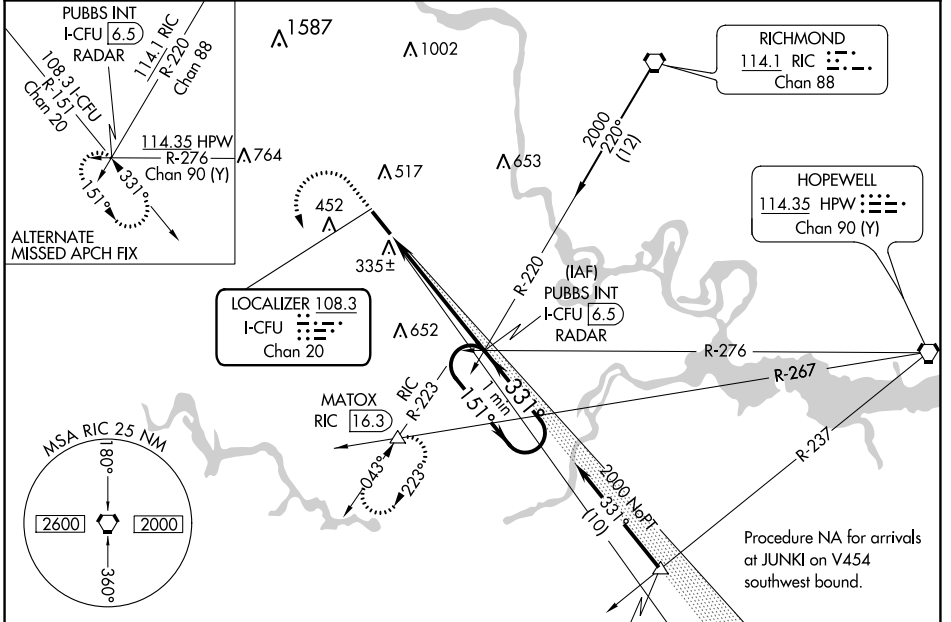 PUBBS INT
I-CFU 6.5
RADAR
108.3 I-CFU
R-151
Chan 20
114.1 RIC
R-220
Chan 88
114.35 HPW
R-276
Chan 90 (Y)
151°
331°
ALTERNATE
MISSED APCH FIX
1587
1002
764
517
653
452
335±
652
RICHMOND
114.1 RIC
Chan 88
2000
220°
(12)
R-220
HOPEWELL
114.35 HPW
Chan 90 (Y)
(IAF)
PUBBS INT
I-CFU 6.5
RADAR
LOCALIZER 108.3
I-CFU
Chan 20
R-276
R-267
R-237
RIC
R-223
MATOX
RIC 16.3
043°
223°
1 min
151°
331°
2000 NoPT
331°
(10)
MSA RIC 25 NM
180°
2600
2000
360°
Procedure NA for arrivals
at JUNKI on V454
southwest bound.